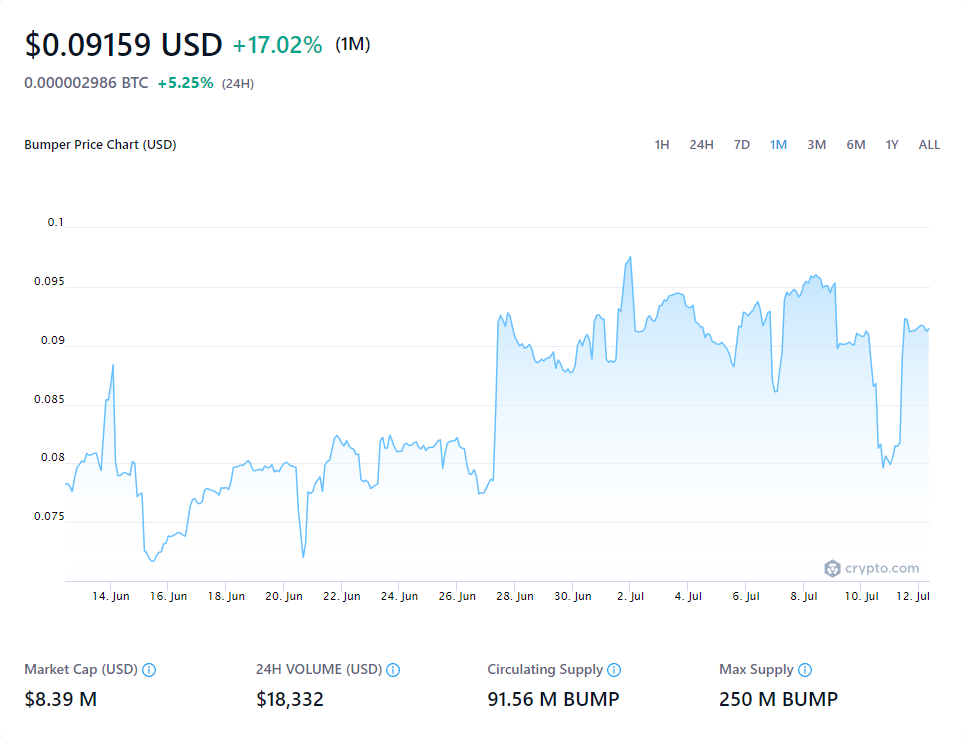 $0.09159 USD +17.02% (1M)
0.000002986 BTC +5.25% (24H)
Bumper Price Chart (USD) 1H 24H 7D 1M 3M 6M 1Y ALL
0.1
0.095
0.09
0.085
0.08
0.075
crypto.com
14. Jun 16. Jun 18. Jun 20. Jun 22. Jun 24. Jun 26. Jun 28. Jun 30. Jun 2. Jul 4. Jul 6. Jul 8. Jul 10. Jul 12. Jul
Market Cap (USD) 24H VOLUME (USD) Circulating Supply Max Supply
$8.39 M $18,332 91.56 M BUMP 250 M BUMP